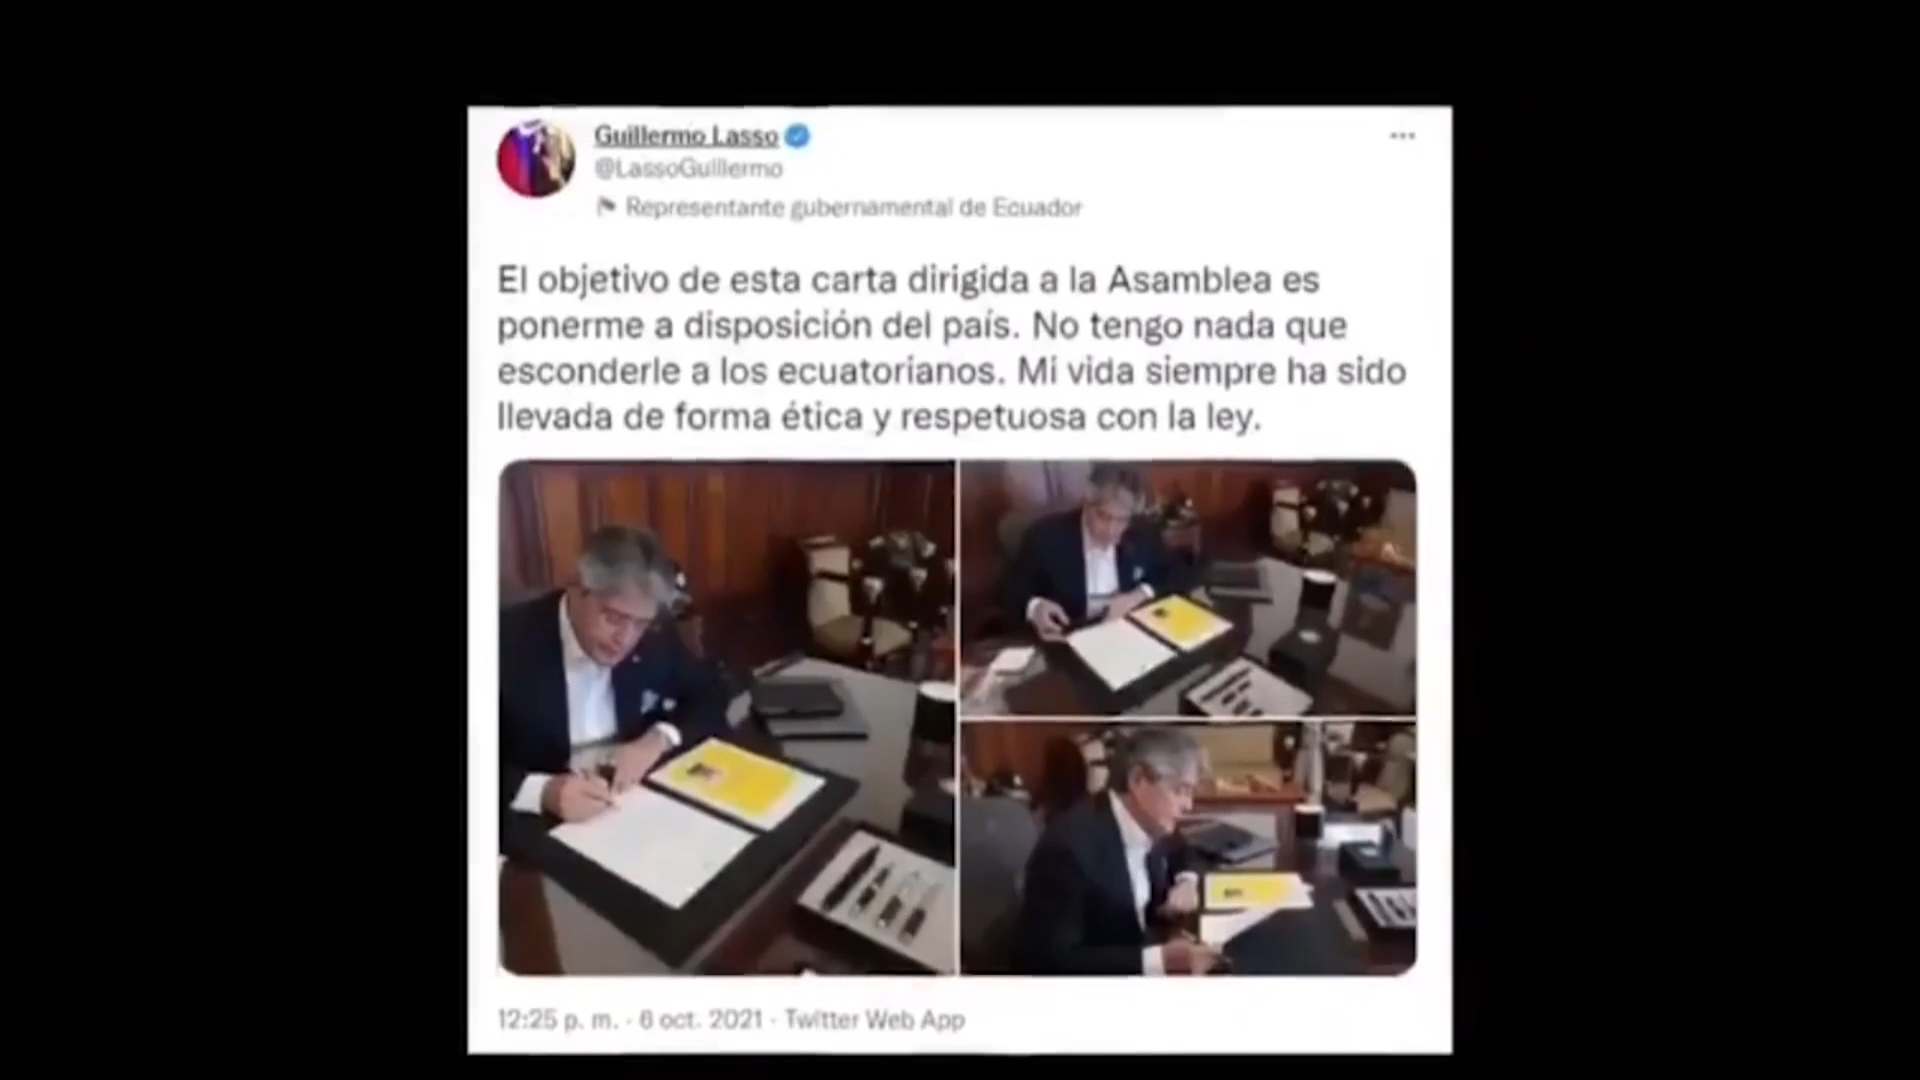 Guillermo Lasso
@LassoGuillermo
Representante gubernamental de Ecuador
El objetivo de esta carta dirigida a la Asamblea es
ponerme a disposición del país. No tengo nada que
esconderle a los ecuatorianos. Mi vida siempre ha sido
llevada de forma ética y respetuosa con la ley.
12:25 p. m. · 6 oct. 2021 · Twitter Web App